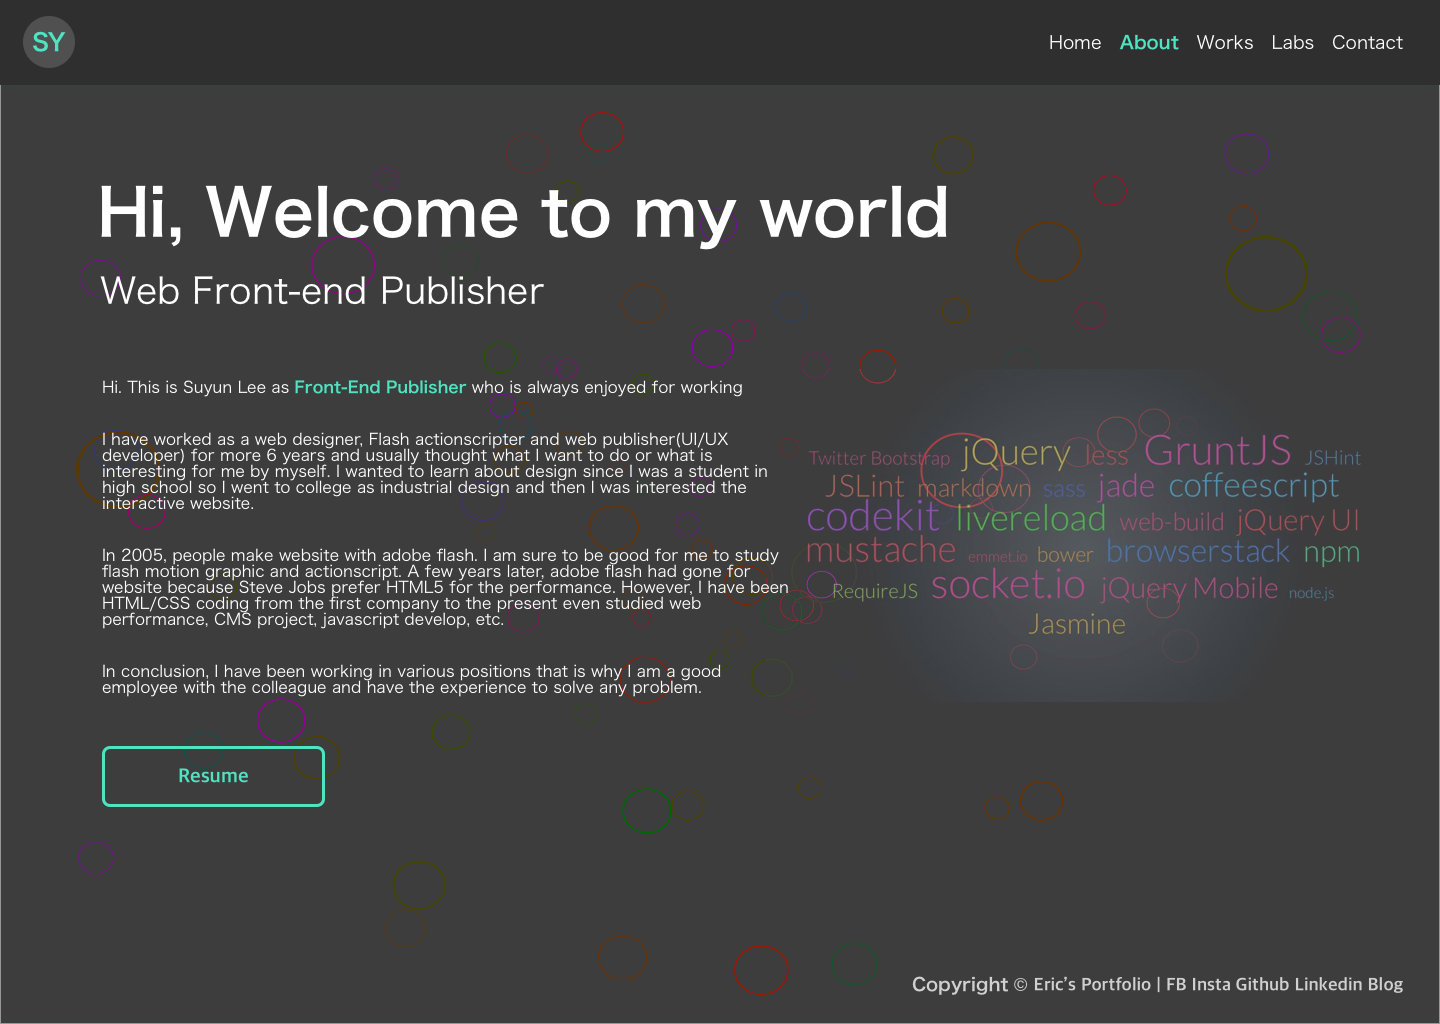 SY
Home About Works Labs Contact
Hi, Welcome to my world
Web Front-end Publisher
Hi. This is Suyun Lee as Front-End Publisher who is always enjoyed for working
I have worked as a web designer, Flash actionscripter and web publisher(UI/UX
developer) for more 6 years and usually thought what I want to do or what is
interesting for me by myself. I wanted to learn about design since I was a student in
high school so I went to college as industrial design and then I was interested the
interactive website.
In 2005, people make website with adobe flash. I am sure to be good for me to study
flash motion graphic and actionscript. A few years later, adobe flash had gone for
website because Steve Jobs prefer HTML5 for the performance. However, I have been
HTML/CSS coding from the first company to the present even studied web
performance, CMS project, javascript develop, etc.
In conclusion, I have been working in various positions that is why I am a good
employee with the colleague and have the experience to solve any problem.
Resume
Twitter Bootstrap jQuery less GruntJS JSHint
JSLint markdown sass jade coffeescript
codekit livereload web-build jQuery UI
mustache emmet.io bower browserstack npm
RequireJS socket.io jQuery Mobile node.js
Jasmine
Copyright © Eric's Portfolio | FB Insta Github Linkedin Blog